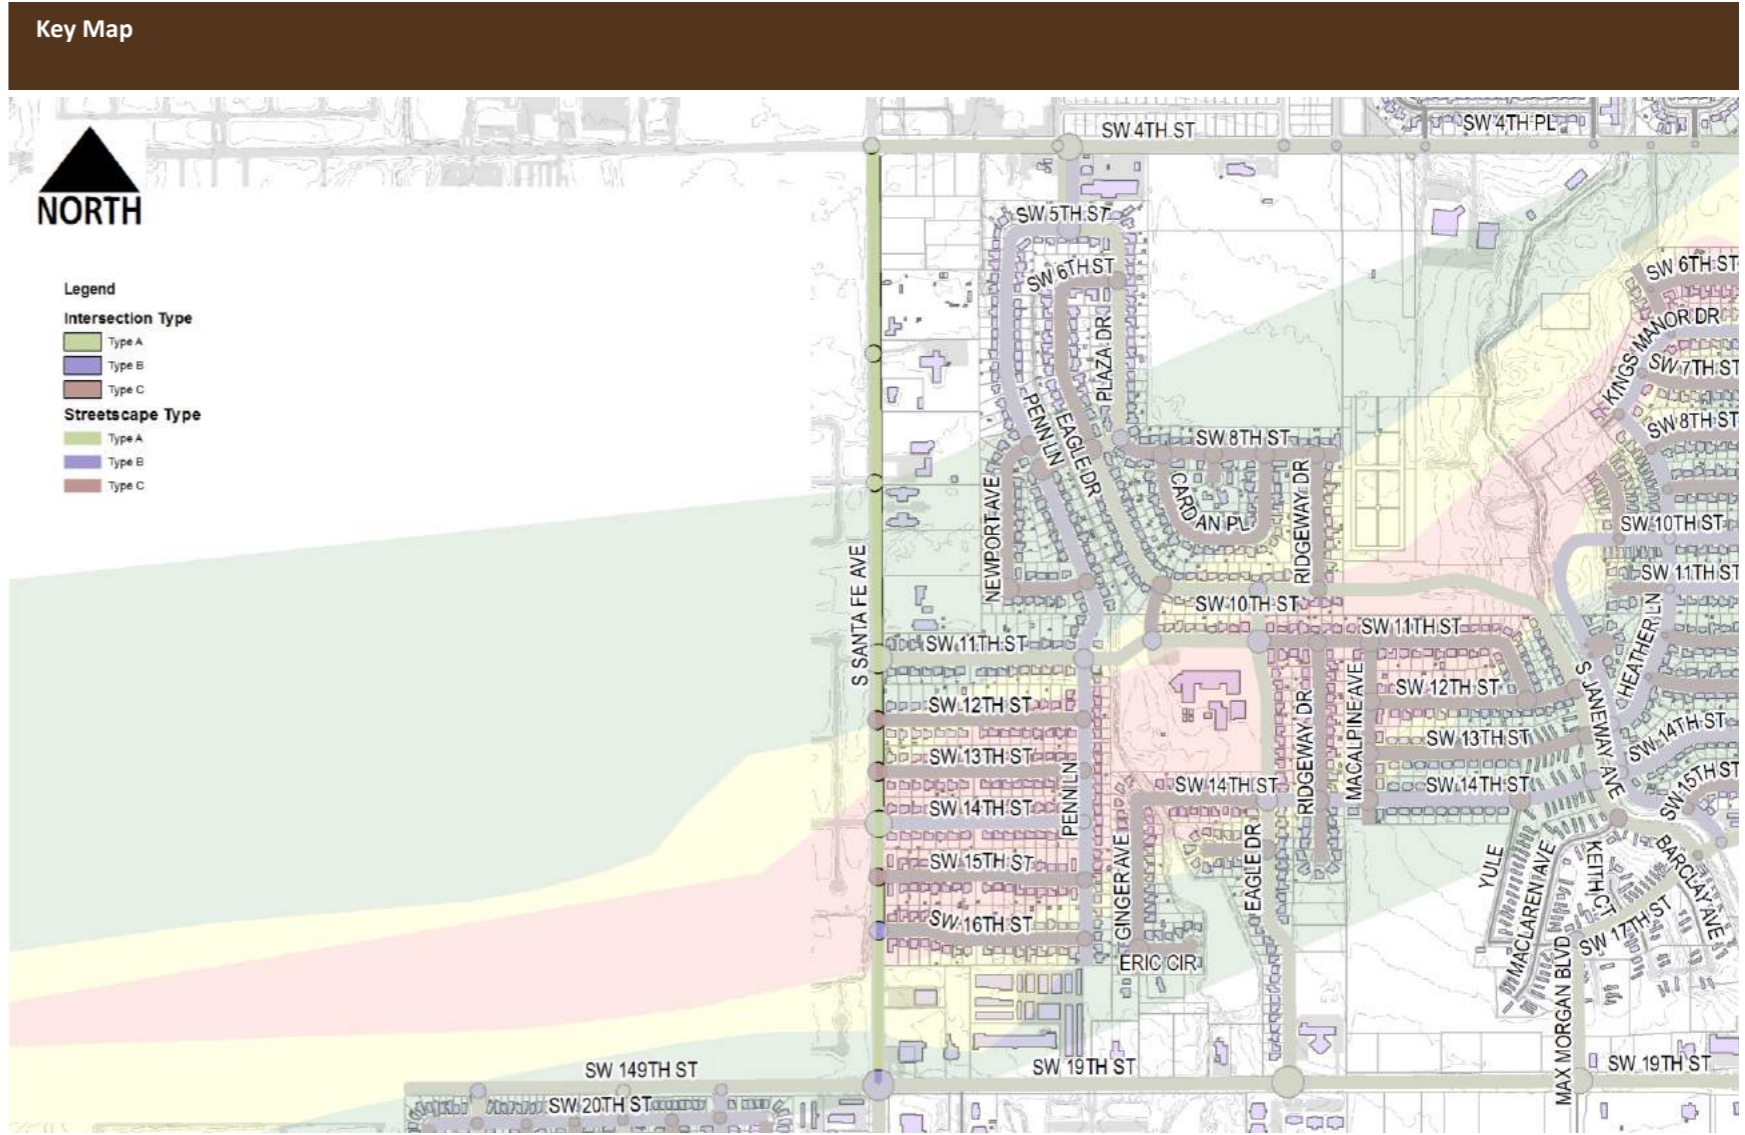 Key Map
SW 4TH ST
SW 4TH PL
NORTH
SW 5TH ST
SW 6TH ST
SW 6TH ST
Legend
Intersection Type
Type A
Type B
Type C
Streetscape Type
Type A
Type B
Type C
KINGS MANOR DR
SW 7TH ST
PLAZA DR
PENN LN
EAGLE DR
SW 8TH ST
SW 8TH ST
NEWPORT AVE
CARDAN PL
RIDGEWAY DR
SW 10TH ST
S SANTA FE AVE
SW 10TH ST
SW 11TH ST
SW 11TH ST
SW 11TH ST
HEATHER LN
SW 12TH ST
SW 12TH ST
MACALPINE AVE
RIDGEWAY DR
S JANEWAY AVE
SW 13TH ST
SW 13TH ST
SW 14TH ST
SW 14TH ST
SW 14TH ST
SW 14TH ST
PENN LN
SW 15TH ST
SW 15TH ST
GINGER AVE
EAGLE DR
YULE
MACLAREN AVE
KEITH CT
BARCLAY AVE
SW 16TH ST
SW 17TH ST
ERIC CIR
MAX MORGAN BLVD
SW 149TH ST
SW 19TH ST
SW 19TH ST
SW 20TH ST